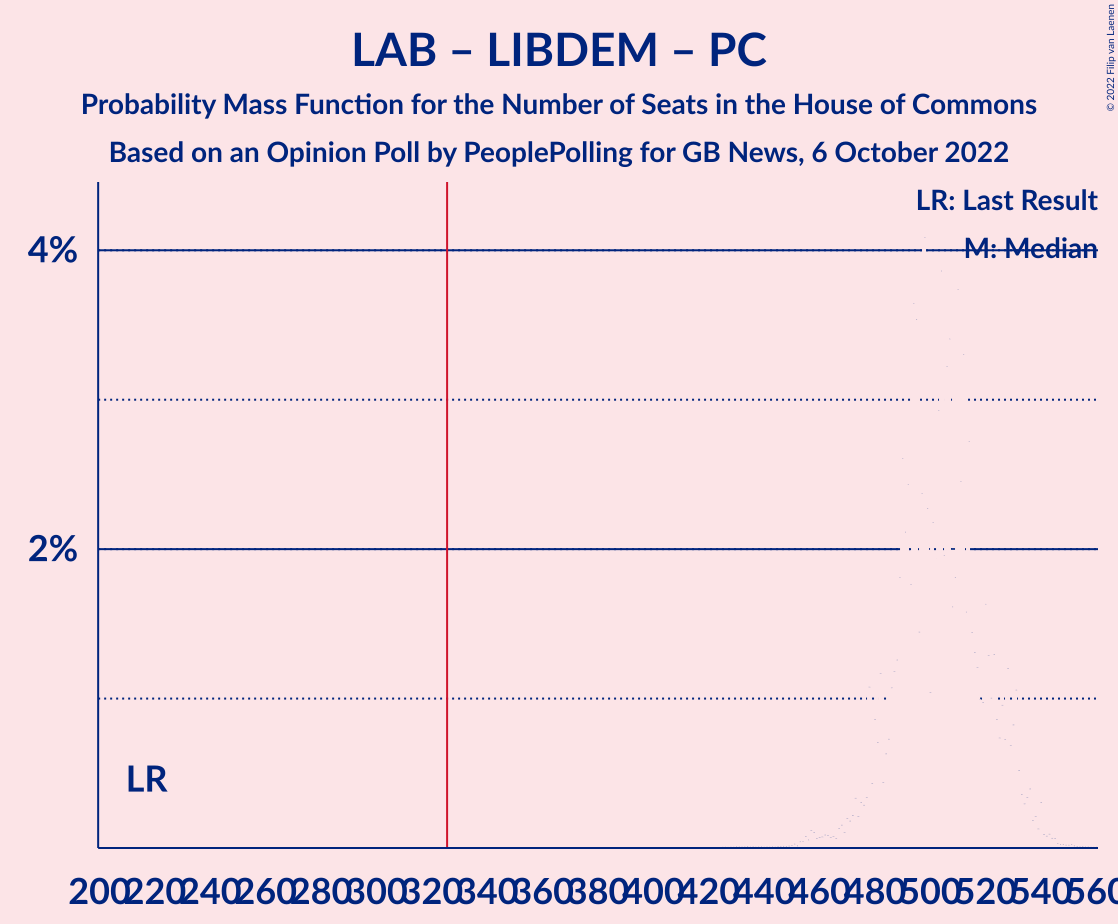 LAB – LIBDEM – PC
Probability Mass Function for the Number of Seats in the House of Commons
Based on an Opinion Poll by PeoplePolling for GB News, 6 October 2022
© 2022 Filip van Laenen
LR: Last Result
M: Median
4%
2%
LR
200 220 240 260 280 300 320 340 360 380 400 420 440 460 480 500 520 540 560